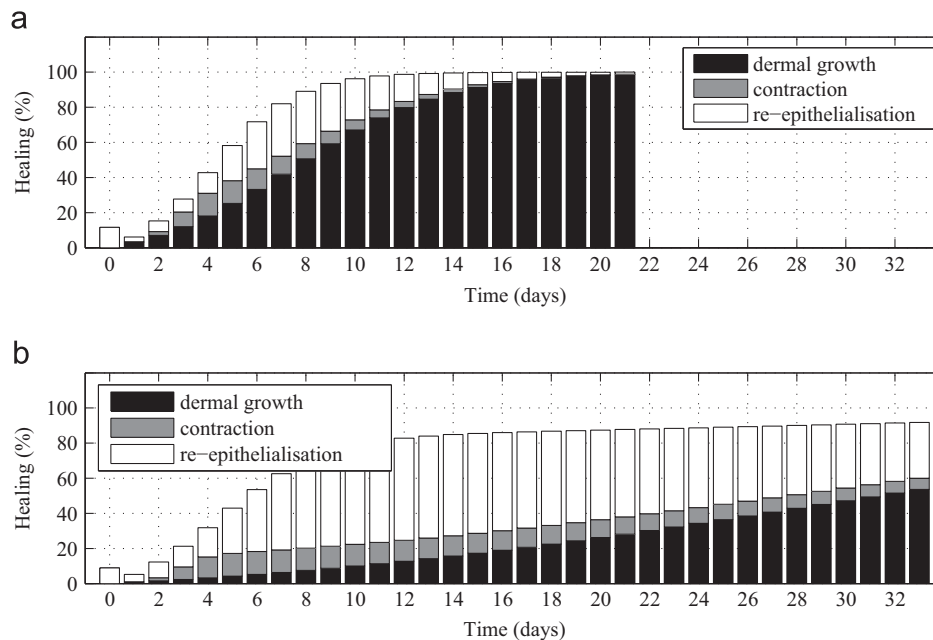 a
100
80
60
40
20
0
Healing (%)
dermal growth
contraction
re-epithelialisation
0 2 4 6 8 10 12 14 16 18 20 22 24 26 28 30 32
Time (days)
b
100
80
60
40
20
0
Healing (%)
dermal growth
contraction
re-epithelialisation
0 2 4 6 8 10 12 14 16 18 20 22 24 26 28 30 32
Time (days)